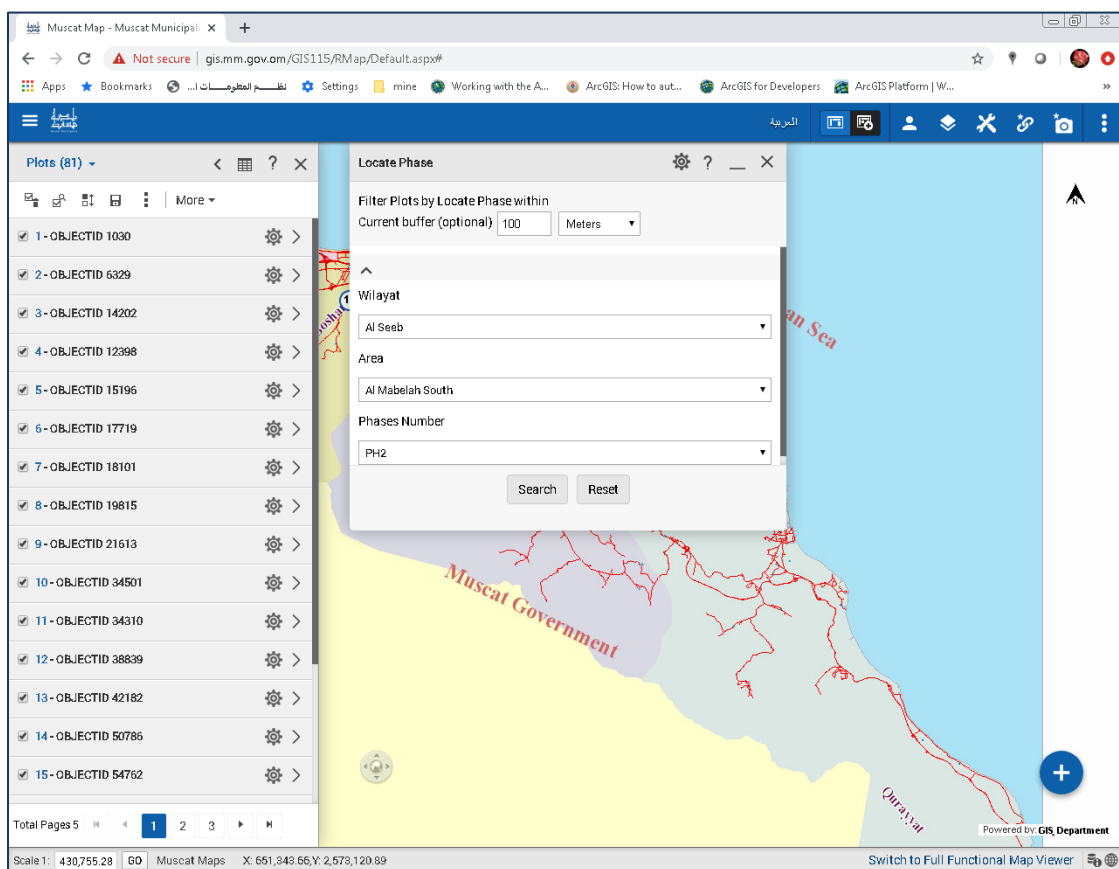 Muscat Map - Muscat Municipali
Not secure | gis.mm.gov.om/GIS115/RMap/Default.aspx#
Apps Bookmarks نظـــم المعلومـــات ا... Settings mine Working with the A... ArcGIS: How to aut... ArcGIS for Developers ArcGIS Platform | W... »
العربية
Plots (81)
More
1 - OBJECTID 1030
2 - OBJECTID 6329
3 - OBJECTID 14202
4 - OBJECTID 12398
5 - OBJECTID 15196
6 - OBJECTID 17719
7 - OBJECTID 18101
8 - OBJECTID 19815
9 - OBJECTID 21613
10 - OBJECTID 34501
11 - OBJECTID 34310
12 - OBJECTID 38839
13 - OBJECTID 42182
14 - OBJECTID 50786
15 - OBJECTID 54762
Total Pages 5 1 2 3
Locate Phase
Filter Plots by Locate Phase within
Current buffer (optional) 100 Meters
Wilayat
Al Seeb
Area
Al Mabelah South
Phases Number
PH2
Search Reset
an Sea
Muscat Government
Qurayyat
N
Powered by: GIS_Department
Scale 1: 430,755.28 GO Muscat Maps X: 551,343.56,Y: 2,573,120.89
Switch to Full Functional Map Viewer